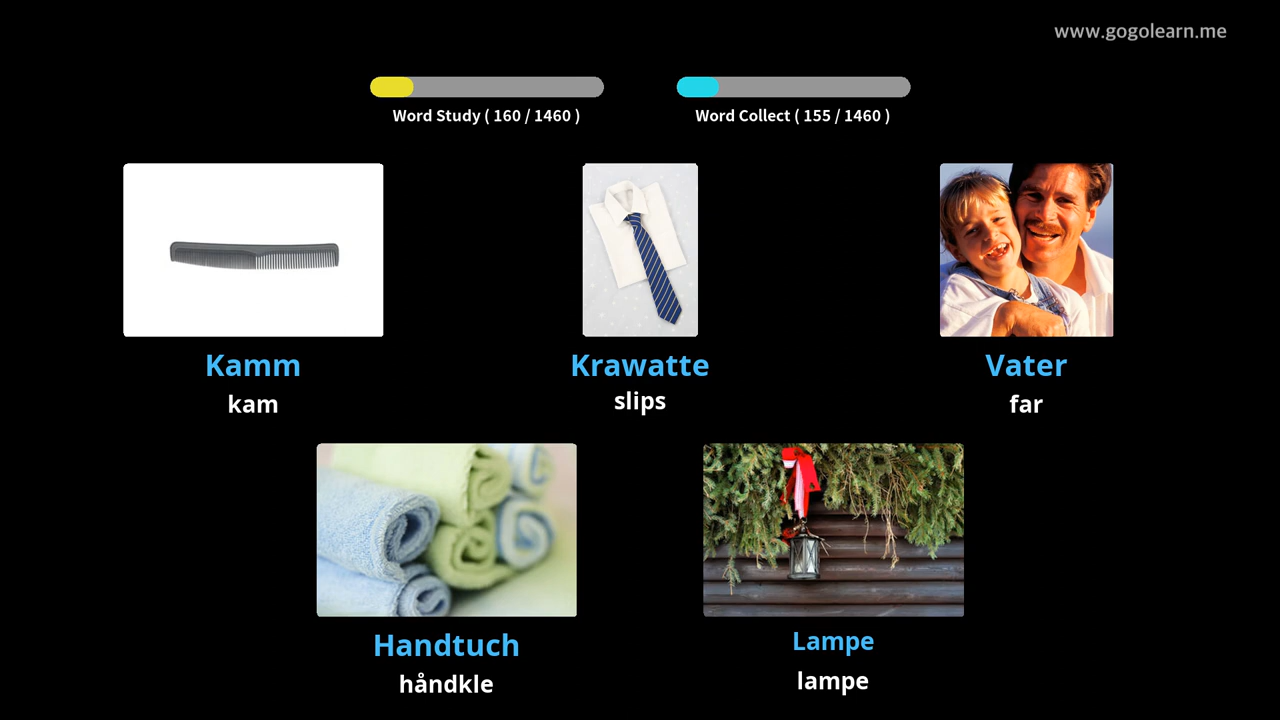 www.gogolearn.me
Word Study ( 160 / 1460 )
Word Collect ( 155 / 1460 )
Kamm
kam
Krawatte
slips
Vater
far
Handtuch
håndkle
Lampe
lampe